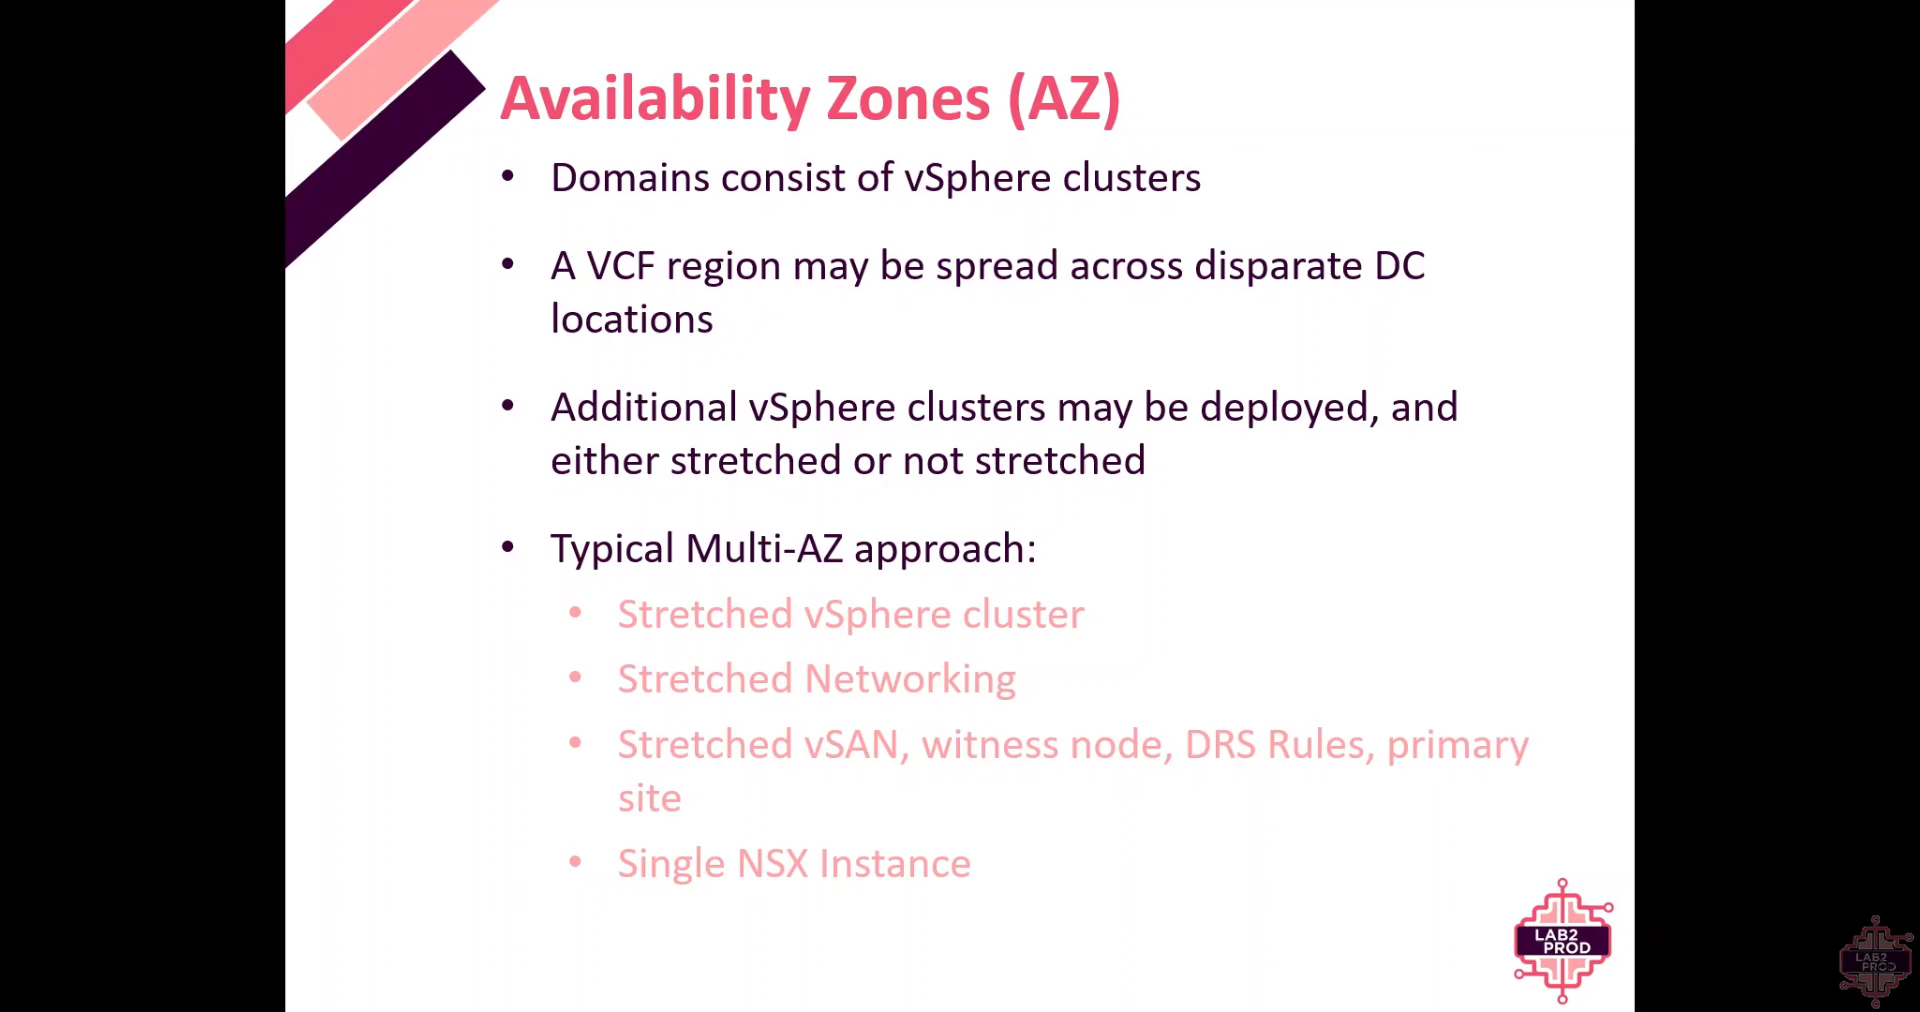 Availability Zones (AZ)
• Domains consist of vSphere clusters
• A VCF region may be spread across disparate DC
locations
• Additional vSphere clusters may be deployed, and
either stretched or not stretched
• Typical Multi-AZ approach:
• Stretched vSphere cluster
• Stretched Networking
• Stretched vSAN, witness node, DRS Rules, primary
site
• Single NSX Instance
LAB2
PROD
LAB2
PROD